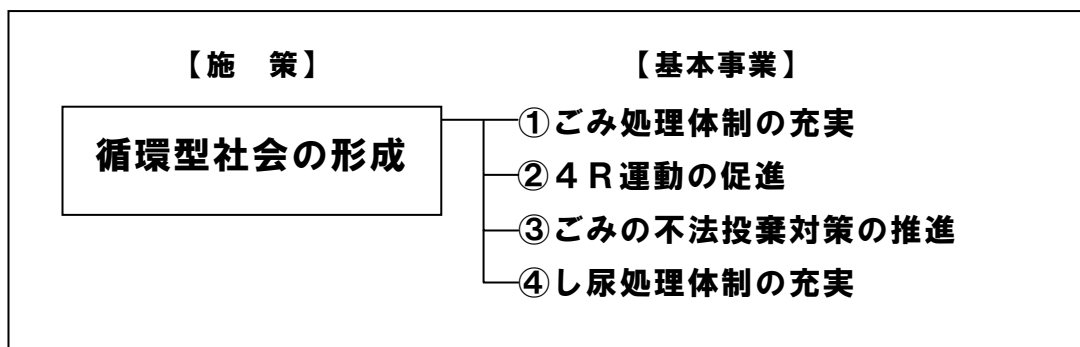 【施　策】
【基本事業】
循環型社会の形成
①ごみ処理体制の充実
②４Ｒ運動の促進
③ごみの不法投棄対策の推進
④し尿処理体制の充実